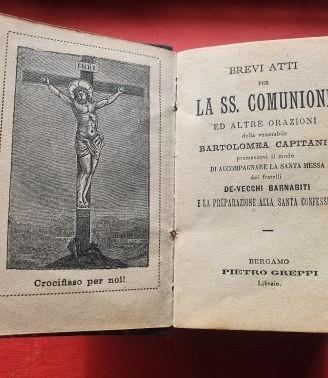 INRI
Crocifisso per noi!
BREVI ATTI
PER
LA SS. COMUNIONE
ED ALTRE ORAZIONI
della venerabile
BARTOLOMEA CAPITANI
premessovi il modo
DI ACCOMPAGNARE LA SANTA MESSA
dei fratelli
DE-VECCHI BARNABITI
E LA PREPARAZIONE ALLA SANTA CONFESS
BERGAMO
PIETRO GREPPI
Libraio.